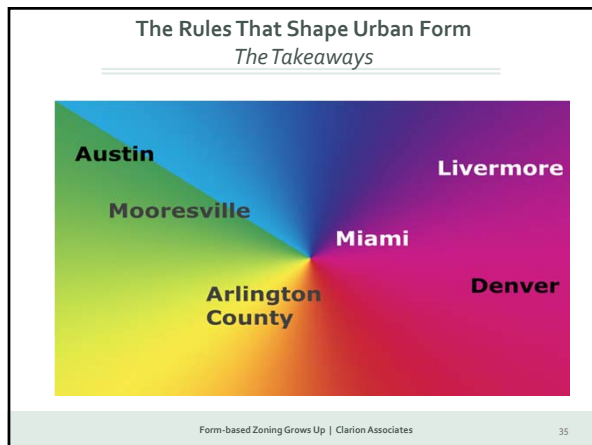 The Rules That Shape Urban Form
The Takeaways
Austin
Livermore
Mooresville
Miami
Denver
Arlington
County
Form-based Zoning Grows Up | Clarion Associates
35